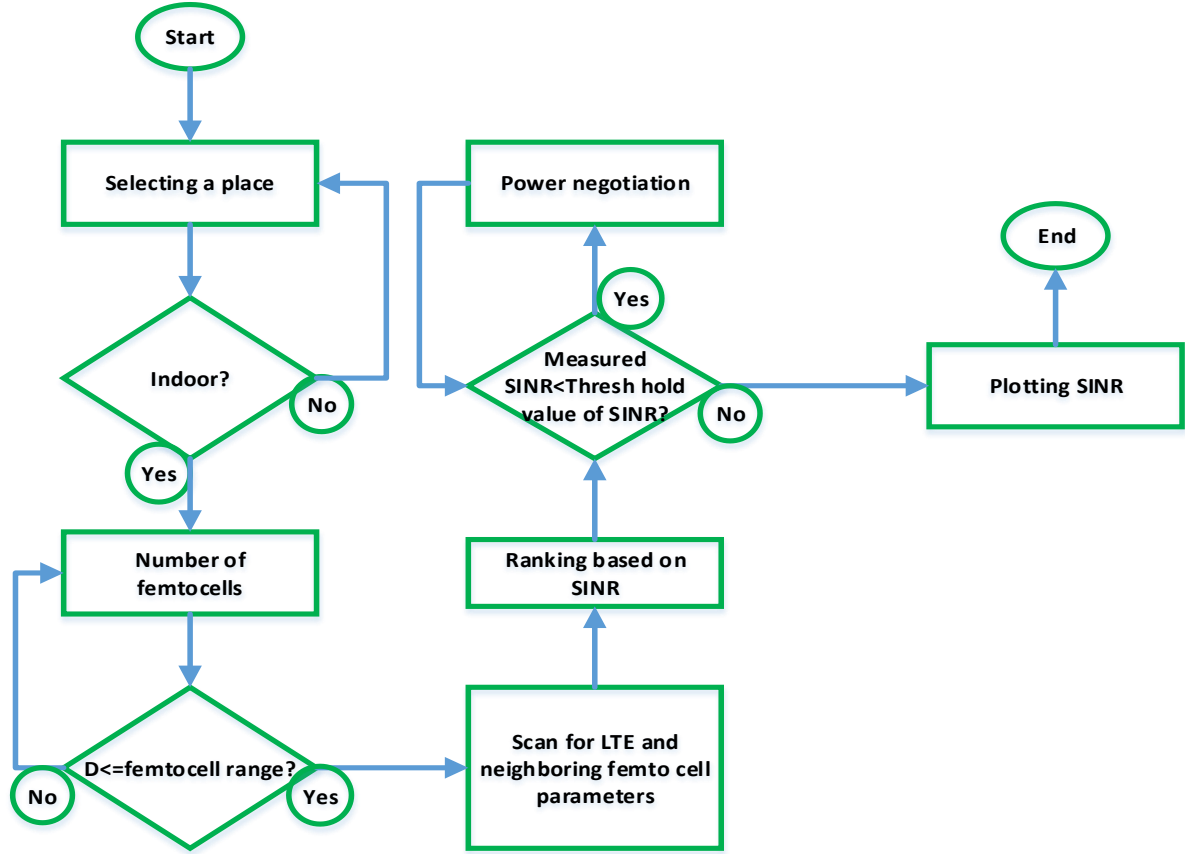 Start
Selecting a place
Indoor?
No
Yes
Number of
femtocells
D<=femtocell range?
No
Yes
Scan for LTE and
neighboring femto cell
parameters
Ranking based on
SINR
Measured
SINR<Thresh hold
value of SINR?
Yes
No
Power negotiation
Plotting SINR
End